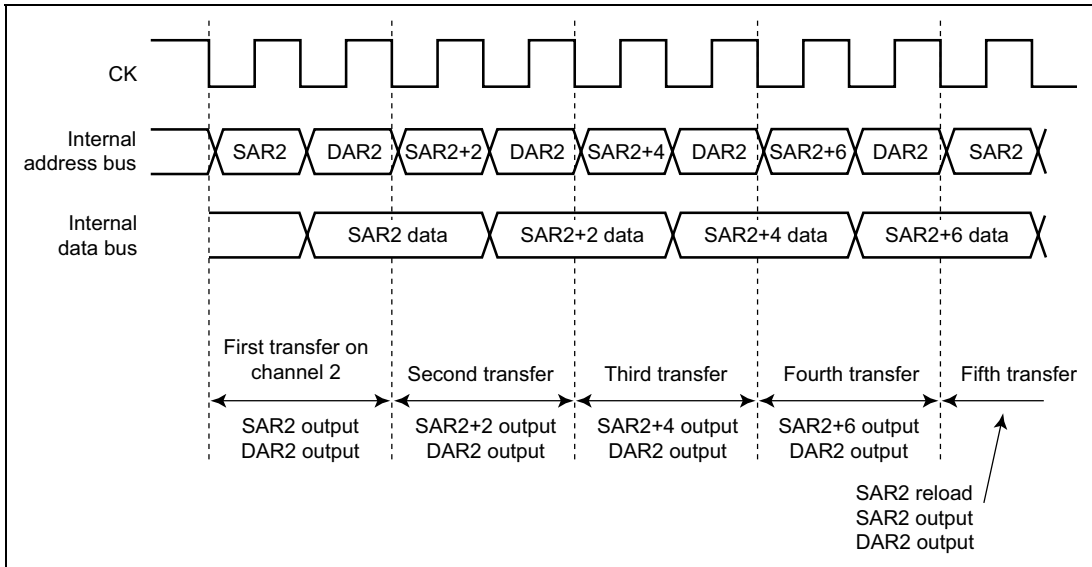 CK
Internal
address bus
SAR2 DAR2 SAR2+2 DAR2 SAR2+4 DAR2 SAR2+6 DAR2 SAR2
Internal
data bus
SAR2 data SAR2+2 data SAR2+4 data SAR2+6 data
First transfer on
channel 2
Second transfer Third transfer Fourth transfer Fifth transfer
SAR2 output SAR2+2 output SAR2+4 output SAR2+6 output
DAR2 output DAR2 output DAR2 output DAR2 output
SAR2 reload
SAR2 output
DAR2 output